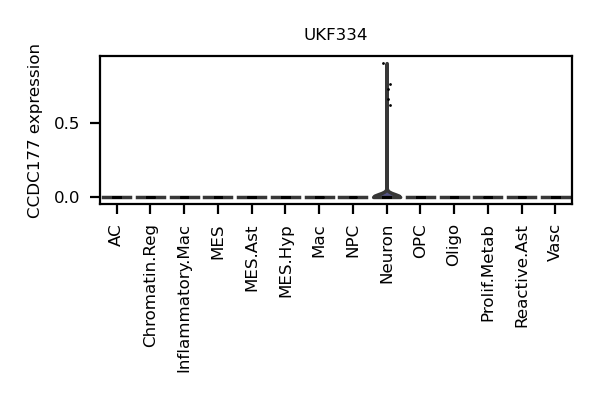 UKF334
CCDC177 expression
0.5
0.0
AC
Chromatin.Reg
Inflammatory.Mac
MES
MES.Ast
MES.Hyp
Mac
NPC
Neuron
OPC
Oligo
Prolif.Metab
Reactive.Ast
Vasc